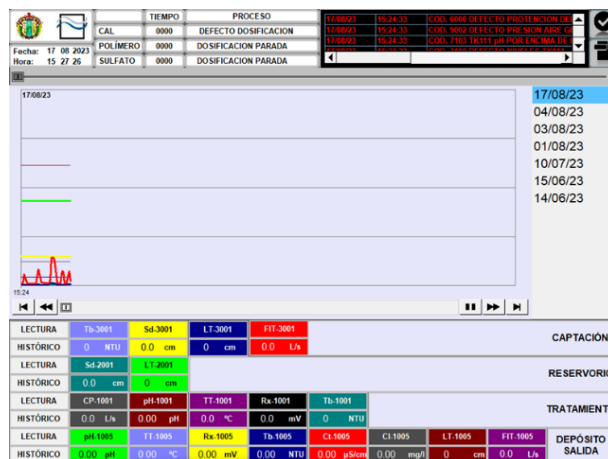 TIEMPO PROCESO
CAL 0000 DEFECTO DOSIFICACION
POLÍMERO 0000 DOSIFICACION PARADA
SULFATO 0000 DOSIFICACION PARADA
Fecha: 17 08 2023
Hora: 15 27 26
17/08/23 15:24:33 COD. 6000 DEFECTO PROTENCION DE
17/08/23 15:24:33 COD. 9002 DEFECTO PRESION AIRE
17/08/23 15:24:33 COD. 7103 TK111 pH POR ENCIMA DE
17/08/23
15:24
17/08/23
04/08/23
03/08/23
01/08/23
10/07/23
15/06/23
14/06/23
LECTURA Tb-3001 Sd-3001 LT-3001 FIT-3001
HISTÓRICO 0 NTU 0.0 cm 0 cm 0.0 L/s
CAPTACIÓN
LECTURA Sd-2001 LT-2001
HISTÓRICO 0.0 cm 0 cm
RESERVORIO
LECTURA CP-1001 pH-1001 TT-1001 Rx-1001 Tb-1001
HISTÓRICO 0.0 L/s 0.00 pH 0.0 ºC 0.0 mV 0 NTU
TRATAMIENT
LECTURA pH-1005 TT-1005 Rx-1005 Tb-1005 Ct-1005 Cl-1005 LT-1005 FIT-1005
HISTÓRICO 0.00 pH 0.00 ºC 0.00 mV 0.00 NTU 0.00 µS/cm 0.00 mg/l 0 cm 0.0 L/s
DEPÓSITO
SALIDA